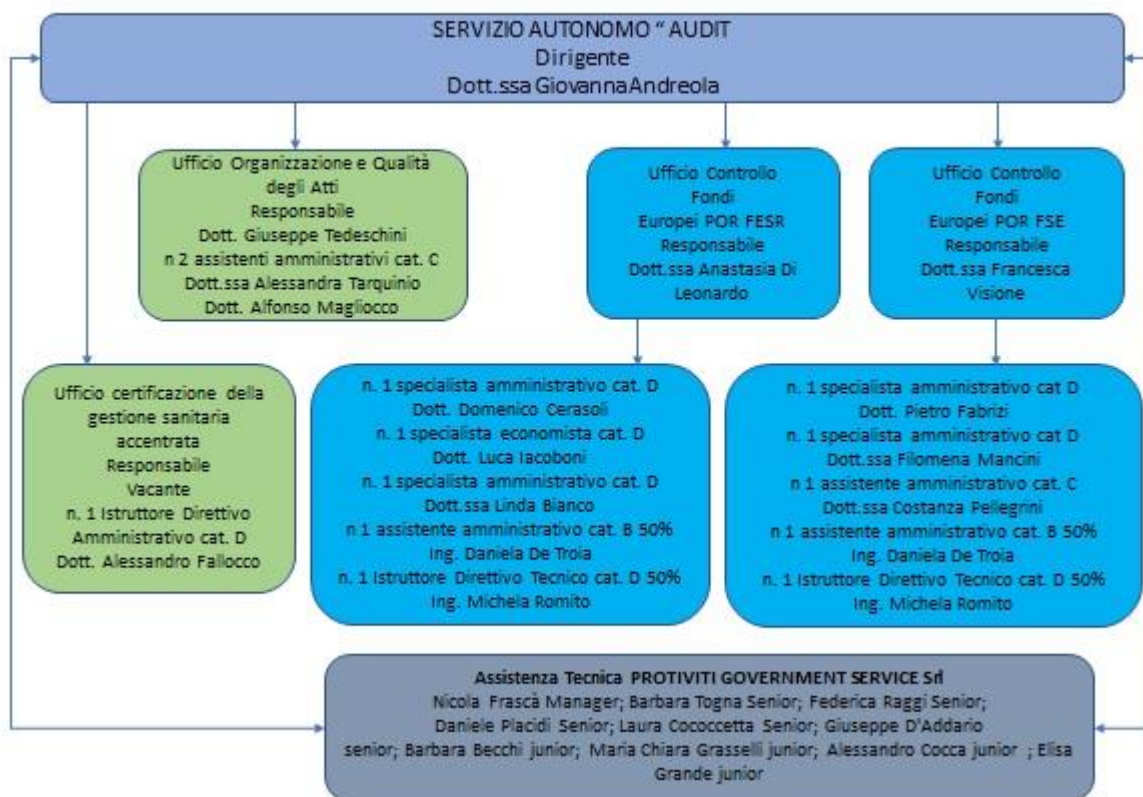 SERVIZIO AUTONOMO “ AUDIT
Dirigente
Dott.ssa GiovannaAndreola
Ufficio Organizzazione e Qualità
degli Atti
Responsabile
Dott. Giuseppe Tedeschini
n 2 assistenti amministrativi cat. C
Dott.ssa Alessandra Tarquinio
Dott. Alfonso Magliocco
Ufficio Controllo
Fondi
Europei POR FESR
Responsabile
Dott.ssa Anastasia Di
Leonardo
Ufficio Controllo
Fondi
Europei POR FSE
Responsabile
Dott.ssa Francesca
Visione
Ufficio certificazione della
gestione sanitaria
accentrata
Responsabile
Vacante
n. 1 Istruttore Direttivo
Amministrativo cat. D
Dott. Alessandro Fallocco
n. 1 specialista amministrativo cat. D
Dott. Domenico Cerasoli
n. 1 specialista economista cat. D
Dott. Luca Iacoboni
n. 1 specialista amministrativo cat. D
Dott.ssa Linda Bianco
n 1 assistente amministrativo cat. B 50%
Ing. Daniela De Troia
n. 1 Istruttore Direttivo Tecnico cat. D 50%
Ing. Michela Romito
n. 1 specialista amministrativo cat D
Dott. Pietro Fabrizi
n. 1 specialista amministrativo cat D
Dott.ssa Filomena Mancini
n 1 assistente amministrativo cat. C
Dott.ssa Costanza Pellegrini
n 1 assistente amministrativo cat. B 50%
Ing. Daniela De Troia
n. 1 Istruttore Direttivo Tecnico cat. D 50%
Ing. Michela Romito
Assistenza Tecnica PROTIVITI GOVERNMENT SERVICE Srl
Nicola Frascà Manager; Barbara Togna Senior; Federica Raggi Senior;
Daniele Placidi Senior; Laura Cococcetta Senior; Giuseppe D'Addario
senior; Barbara Becchi junior; Maria Chiara Grasselli junior; Alessandro Cocca junior ; Elisa
Grande junior